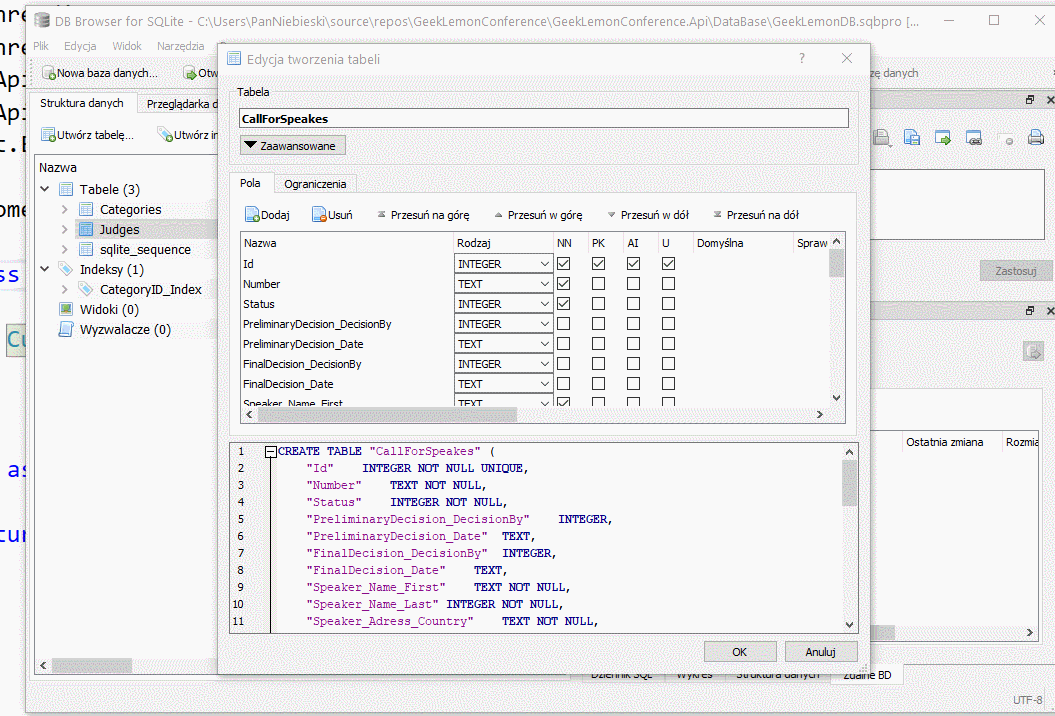 DB Browser for SQLite - C:\Users\PanNiebieski\source\repos\GeekLemonConference\GeekLemonConference.Api\DataBase\GeekLemonDB.sqbpro [...
Plik Edycja Widok Narzędzia
Nowa baza danych...
Struktura danych
Utwórz tabelę...
Nazwa
Tabele (3)
Categories
Judges
sqlite_sequence
Indeksy (1)
CategoryID_Index
Widoki (0)
Wyzwalacze (0)
Edycja tworzenia tabeli
?
Tabela
CallForSpeakes
Zaawansowane
Pola Ograniczenia
Dodaj Usuń Przesuń na górę Przesuń w górę Przesuń w dół Przesuń na dół
Nazwa Rodzaj NN PK AI U Domyślna Spraw
Id INTEGER
Number TEXT
Status INTEGER
PreliminaryDecision_DecisionBy INTEGER
PreliminaryDecision_Date TEXT
FinalDecision_DecisionBy INTEGER
FinalDecision_Date TEXT
Speaker_Name_First TEXT
1 CREATE TABLE "CallForSpeakes" (
2 "Id" INTEGER NOT NULL UNIQUE,
3 "Number" TEXT NOT NULL,
4 "Status" INTEGER NOT NULL,
5 "PreliminaryDecision_DecisionBy" INTEGER,
6 "PreliminaryDecision_Date" TEXT,
7 "FinalDecision_DecisionBy" INTEGER,
8 "FinalDecision_Date" TEXT,
9 "Speaker_Name_First" TEXT NOT NULL,
10 "Speaker_Name_Last" INTEGER NOT NULL,
11 "Speaker_Adress_Country" TEXT NOT NULL,
OK Anuluj
danych
Zastosuj
Ostatnia zmiana Rozmia
Dziennik SQL Wykres Struktura danych Zdalne BD
UTF-8